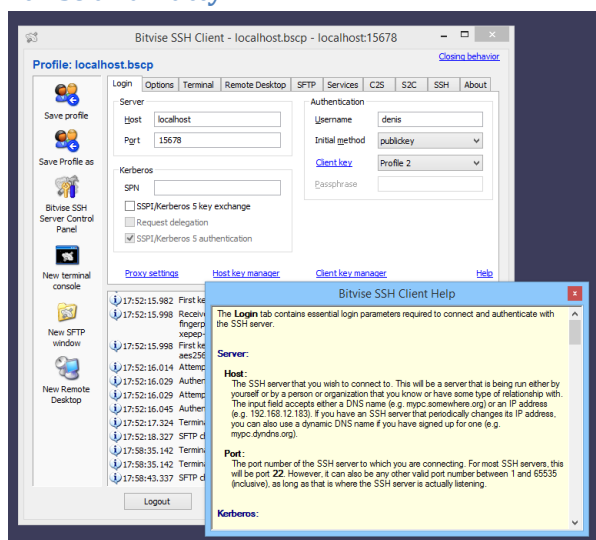 Bitvise SSH Client - localhost.bscp - localhost:15678
Profile: localhost.bscp
Closing behavior
Save profile
Save Profile as
Bitvise SSH
Server Control
Panel
New terminal
console
New SFTP
window
New Remote
Desktop
Login Options Terminal Remote Desktop SFTP Services C2S S2C SSH About
Server
Host localhost
Port 15678
Kerberos
SPN
SSPI/Kerberos 5 key exchange
Request delegation
SSPI/Kerberos 5 authentication
Authentication
Username denis
Initial method publickey
Client key Profile 2
Passphrase
Proxy settings Host key manager Client key manager Help
17:52:15.982 First ke
17:52:15.998 Receive
fingerp
xepep-
17:52:15.998 First ke
aes256
17:52:16.014 Attemp
17:52:16.029 Authen
17:52:16.029 Attemp
17:52:16.045 Authen
17:52:17.324 Termina
17:52:18.327 SFTP ch
17:58:35.142 Termina
17:58:35.142 Termina
17:58:43.337 SFTP ch
Logout
Bitvise SSH Client Help
The Login tab contains essential login parameters required to connect and authenticate with
the SSH server.
Server:
Host:
The SSH server that you wish to connect to. This will be a server that is being run either by
yourself or by a person or organization that you know or have some type of relationship with.
The input field accepts either a DNS name (e.g. mypc.somewhere.org) or an IP address
(e.g. 192.168.12.183). If you have an SSH server that periodically changes its IP address,
you can also use a dynamic DNS name if you have signed up for one (e.g.
mypc.dyndns.org).
Port:
The port number of the SSH server to which you are connecting. For most SSH servers, this
will be port 22. However, it can also be any other valid port number between 1 and 65535
(inclusive), as long as that is where the SSH server is actually listening.
Kerberos: